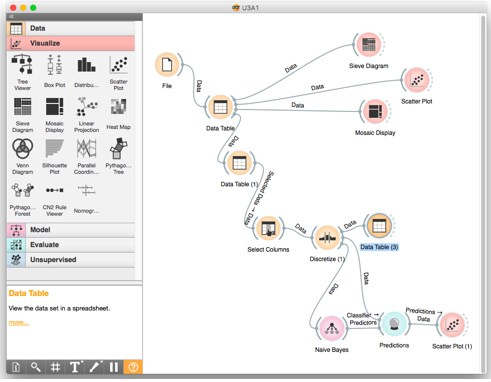 U3A1
Data
Visualize
Tree Viewer
Box Plot
Distribu...
Scatter Plot
Sieve Diagram
Mosaic Display
Linear Projection
Heat Map
Venn Diagram
Silhouette Plot
Parallel Coordin...
Pythago... Tree
Pythago... Forest
CN2 Rule Viewer
Nomogr...
Model
Evaluate
Unsupervised
Data Table
View the data set in a spreadsheet.
more...
File
Data
Data Table
Data
Sieve Diagram
Data
Scatter Plot
Data
Mosaic Display
Data
Data Table (1)
Selected Data → Data
Select Columns
Data
Discretize (1)
Data
Data Table (3)
Data
Data
Naive Bayes
Classifier →
Predictors
Predictions
Predictions →
Data
Scatter Plot (1)